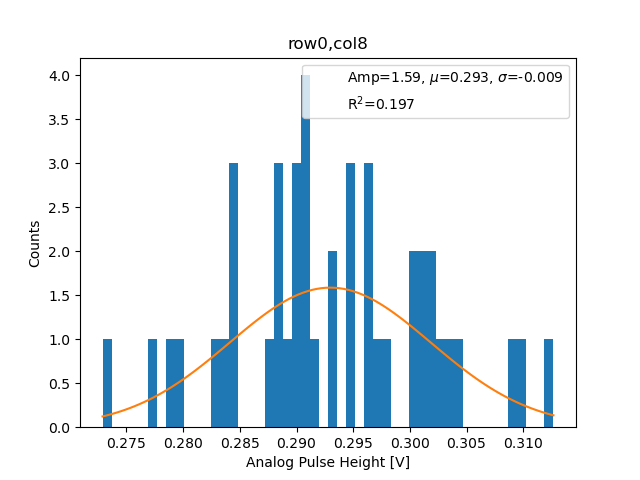 row0,col8
Amp=1.59, μ=0.293, σ=-0.009
R²=0.197
Counts
4.0
3.5
3.0
2.5
2.0
1.5
1.0
0.5
0.0
0.275 0.280 0.285 0.290 0.295 0.300 0.305 0.310
Analog Pulse Height [V]